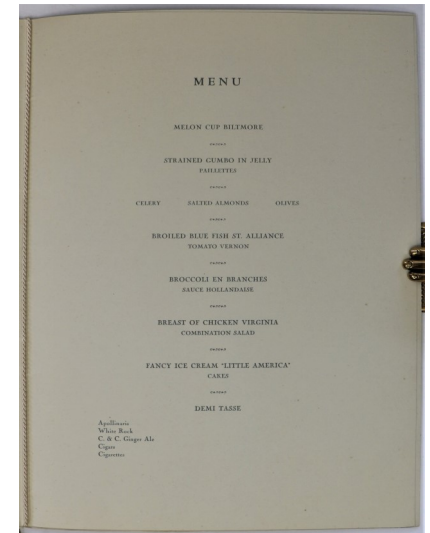 MENU
MELON CUP BILTMORE
STRAINED GUMBO IN JELLY
PAILLETTES
CELERY SALTED ALMONDS OLIVES
BROILED BLUE FISH ST. ALLIANCE
TOMATO VERNON
BROCCOLI EN BRANCHES
SAUCE HOLLANDAISE
BREAST OF CHICKEN VIRGINIA
COMBINATION SALAD
FANCY ICE CREAM "LITTLE AMERICA"
CAKES
DEMI TASSE
Apollinaris
White Rock
C. & C. Ginger Ale
Cigars
Cigarettes